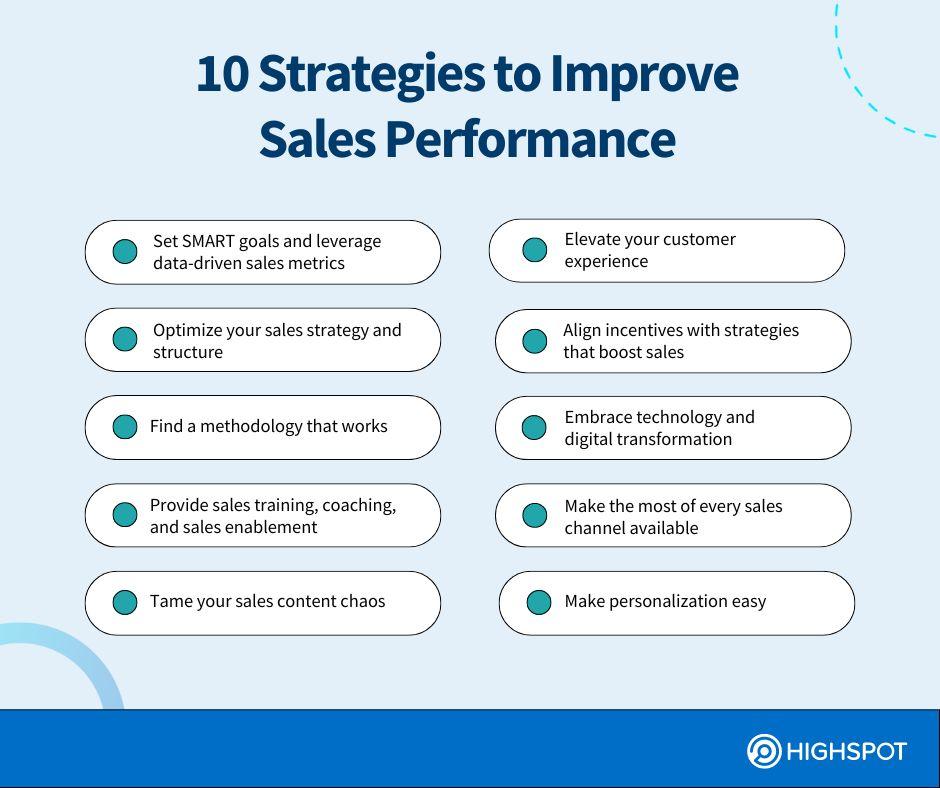 10 Strategies to Improve
Sales Performance
Set SMART goals and leverage
data-driven sales metrics
Optimize your sales strategy and
structure
Find a methodology that works
Provide sales training, coaching,
and sales enablement
Tame your sales content chaos
Elevate your customer
experience
Align incentives with strategies
that boost sales
Embrace technology and
digital transformation
Make the most of every sales
channel available
Make personalization easy
HIGHSPOT